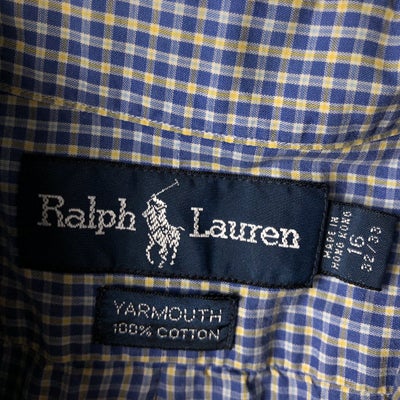 Ralph Lauren
MADE IN
HONG KONG
16
32/33
YARMOUTH
100% COTTON